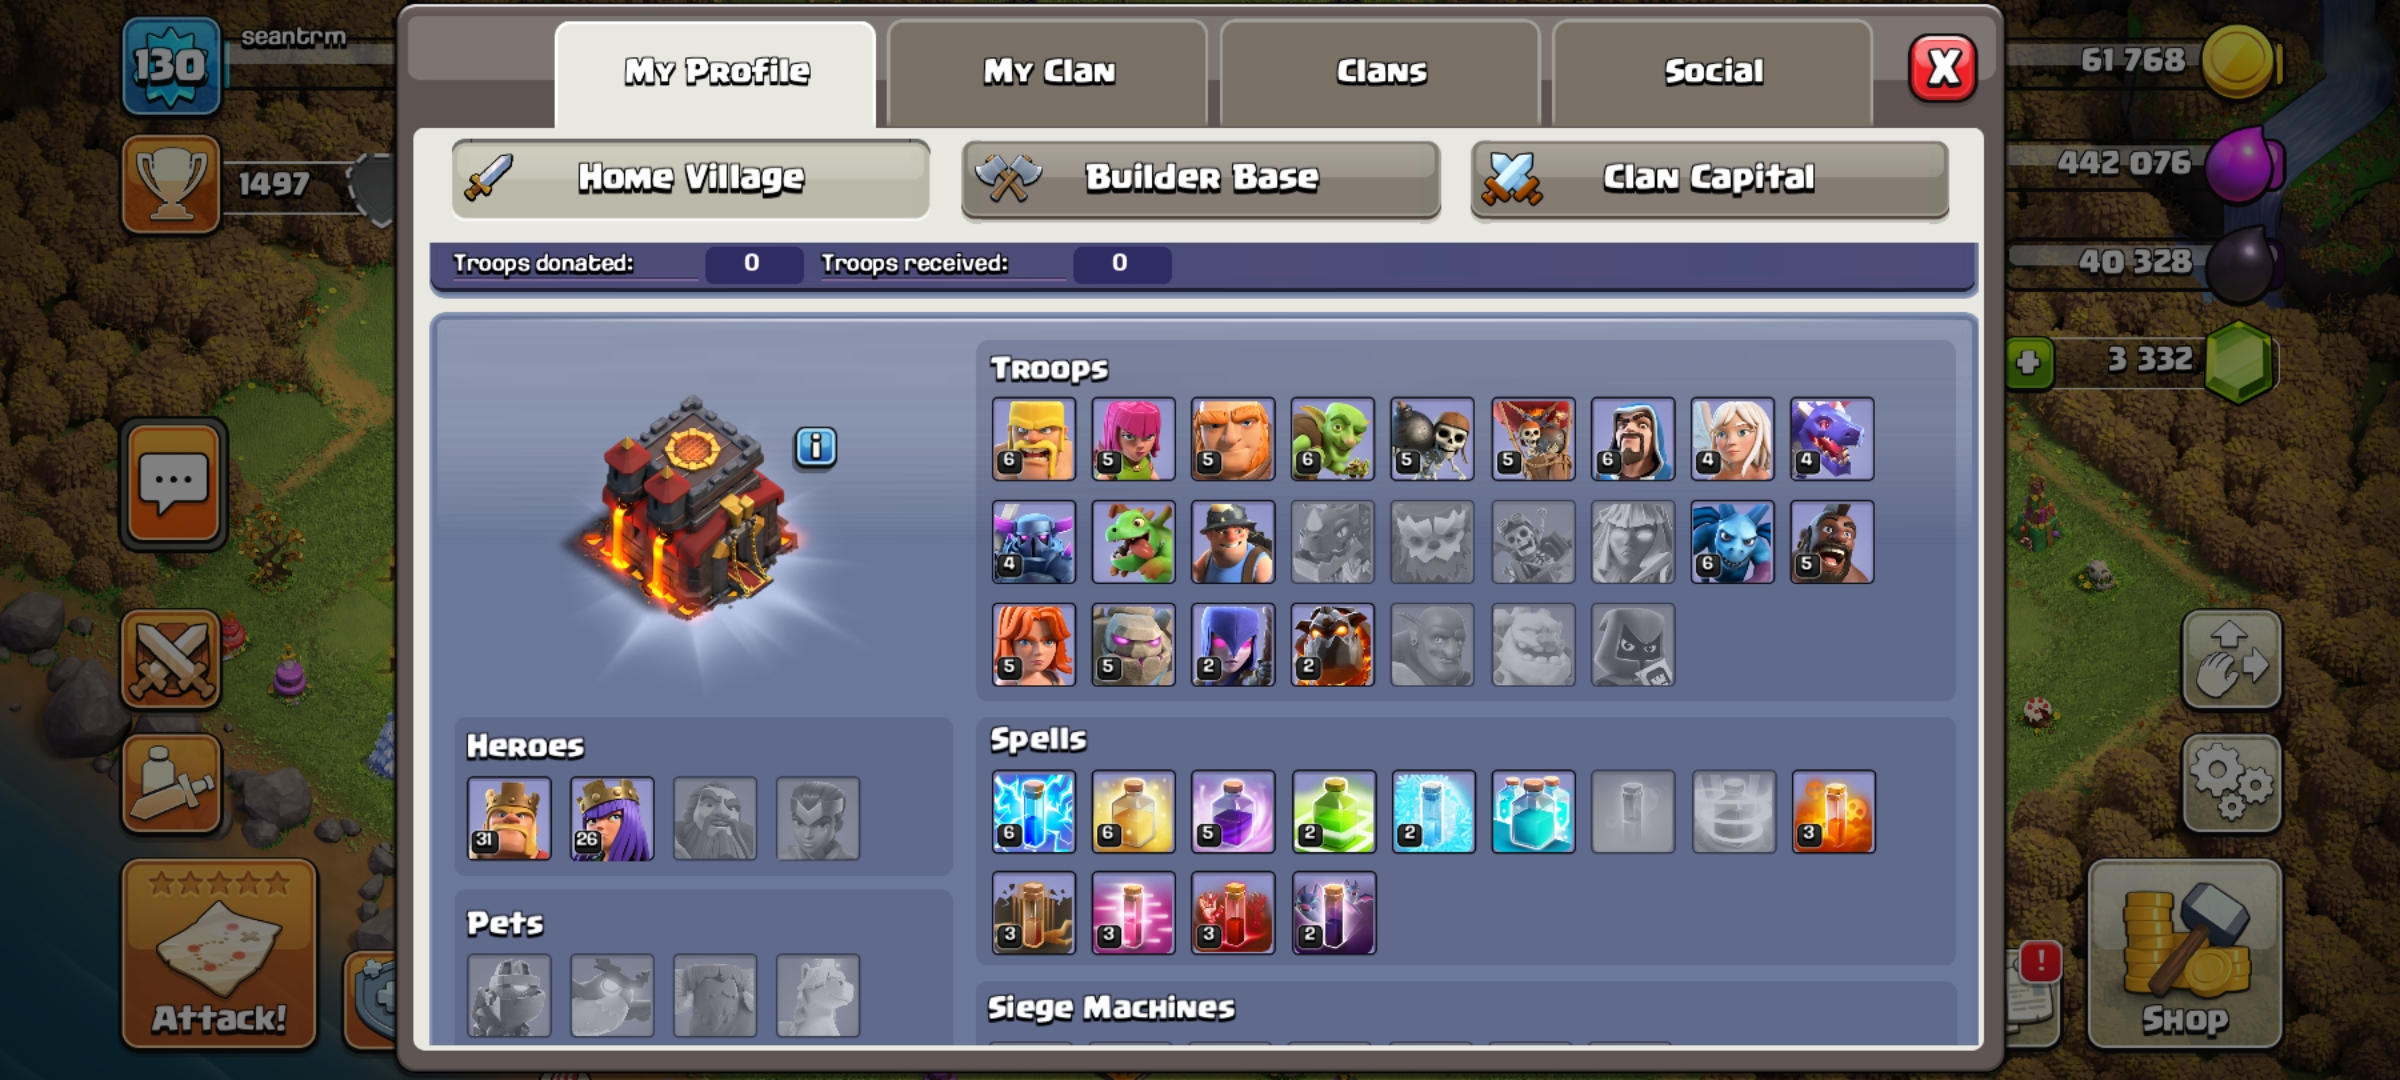 130
seantrm
My Profile
My Clan
Clans
Social
X
61 768
1497
Home Village
Builder Base
Clan Capital
442 076
Troops donated: 0 Troops received: 0
40 328
3 332
Troops
6 5 5 6 5 5 6 4 4
4 6 5
5 5 2 2
Heroes
31 26
Spells
6 6 5 2 2 3
3 3 3 2
Pets
Siege Machines
Attack!
!
Shop